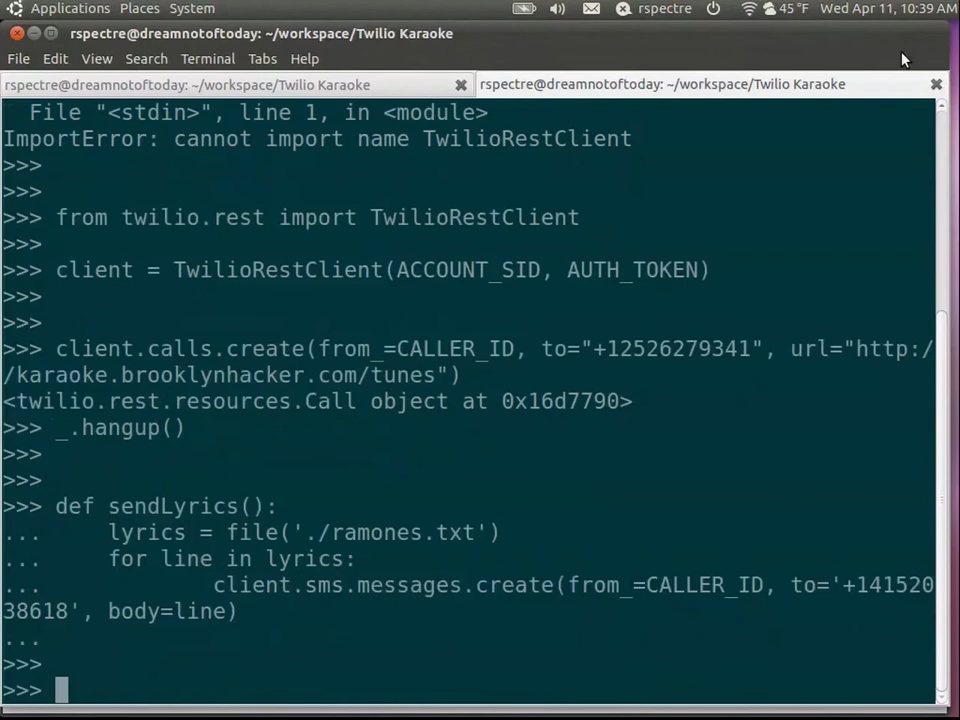 Applications Places System rspectre 45 °F Wed Apr 11, 10:39 AM
rspectre@dreamnotoftoday: ~/workspace/Twilio Karaoke
File Edit View Search Terminal Tabs Help
rspectre@dreamnotoftoday: ~/workspace/Twilio Karaoke rspectre@dreamnotoftoday: ~/workspace/Twilio Karaoke
File "<stdin>", line 1, in <module>
ImportError: cannot import name TwilioRestClient
>>>
>>>
>>> from twilio.rest import TwilioRestClient
>>>
>>> client = TwilioRestClient(ACCOUNT_SID, AUTH_TOKEN)
>>>
>>>
>>> client.calls.create(from_=CALLER_ID, to="+12526279341", url="http:/
/karaoke.brooklynhacker.com/tunes")
<twilio.rest.resources.Call object at 0x16d7790>
>>> _.hangup()
>>>
>>>
>>> def sendLyrics():
... lyrics = file('./ramones.txt')
... for line in lyrics:
... client.sms.messages.create(from_=CALLER_ID, to='+141520
38618', body=line)
...
>>>
>>>